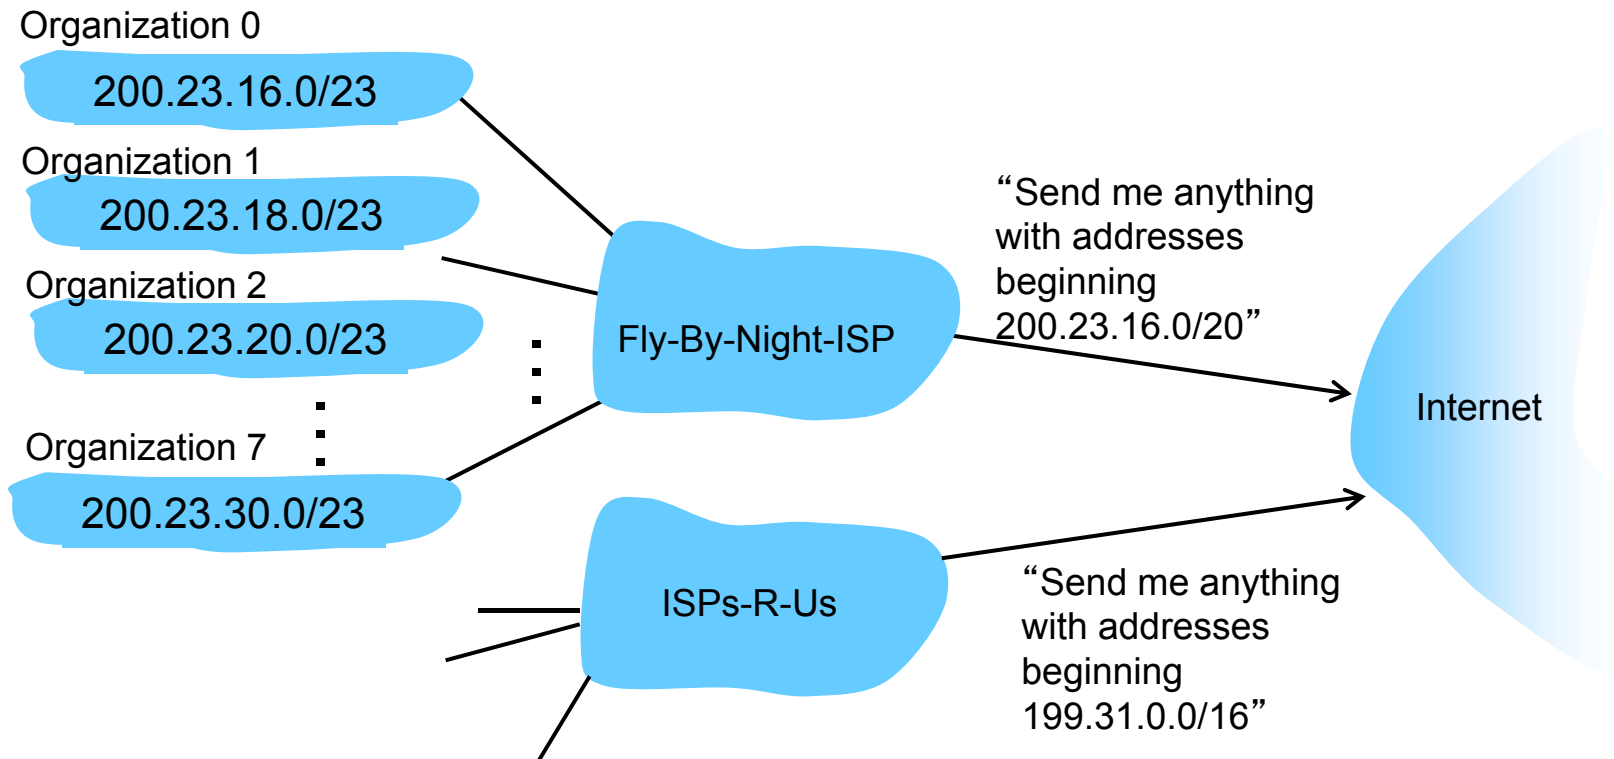 Organization 0
200.23.16.0/23
Organization 1
200.23.18.0/23
Organization 2
200.23.20.0/23
Organization 7
200.23.30.0/23
Fly-By-Night-ISP
“Send me anything
with addresses
beginning
200.23.16.0/20”
ISPs-R-Us
“Send me anything
with addresses
beginning
199.31.0.0/16”
Internet